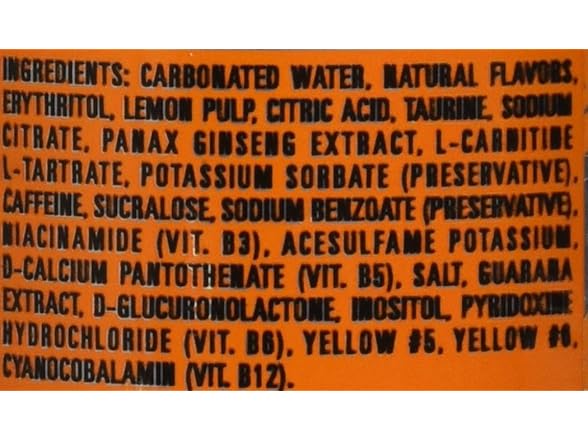 INGREDIENTS: CARBONATED WATER, NATURAL FLAVORS,
ERYTHRITOL, LEMON PULP, CITRIC ACID, TAURINE, SODIUM
CITRATE, PANAX GINSENG EXTRACT, L-CARNITINE
L-TARTRATE, POTASSIUM SORBATE (PRESERVATIVE),
CAFFEINE, SUCRALOSE, SODIUM BENZOATE (PRESERVATIVE),
NIACINAMIDE (VIT. B3), ACESULFAME POTASSIUM,
D-CALCIUM PANTOTHENATE (VIT. B5), SALT, GUARANA
EXTRACT, D-GLUCURONOLACTONE, INOSITOL, PYRIDOXINE
HYDROCHLORIDE (VIT. B6), YELLOW #5, YELLOW #6,
CYANOCOBALAMIN (VIT. B12).